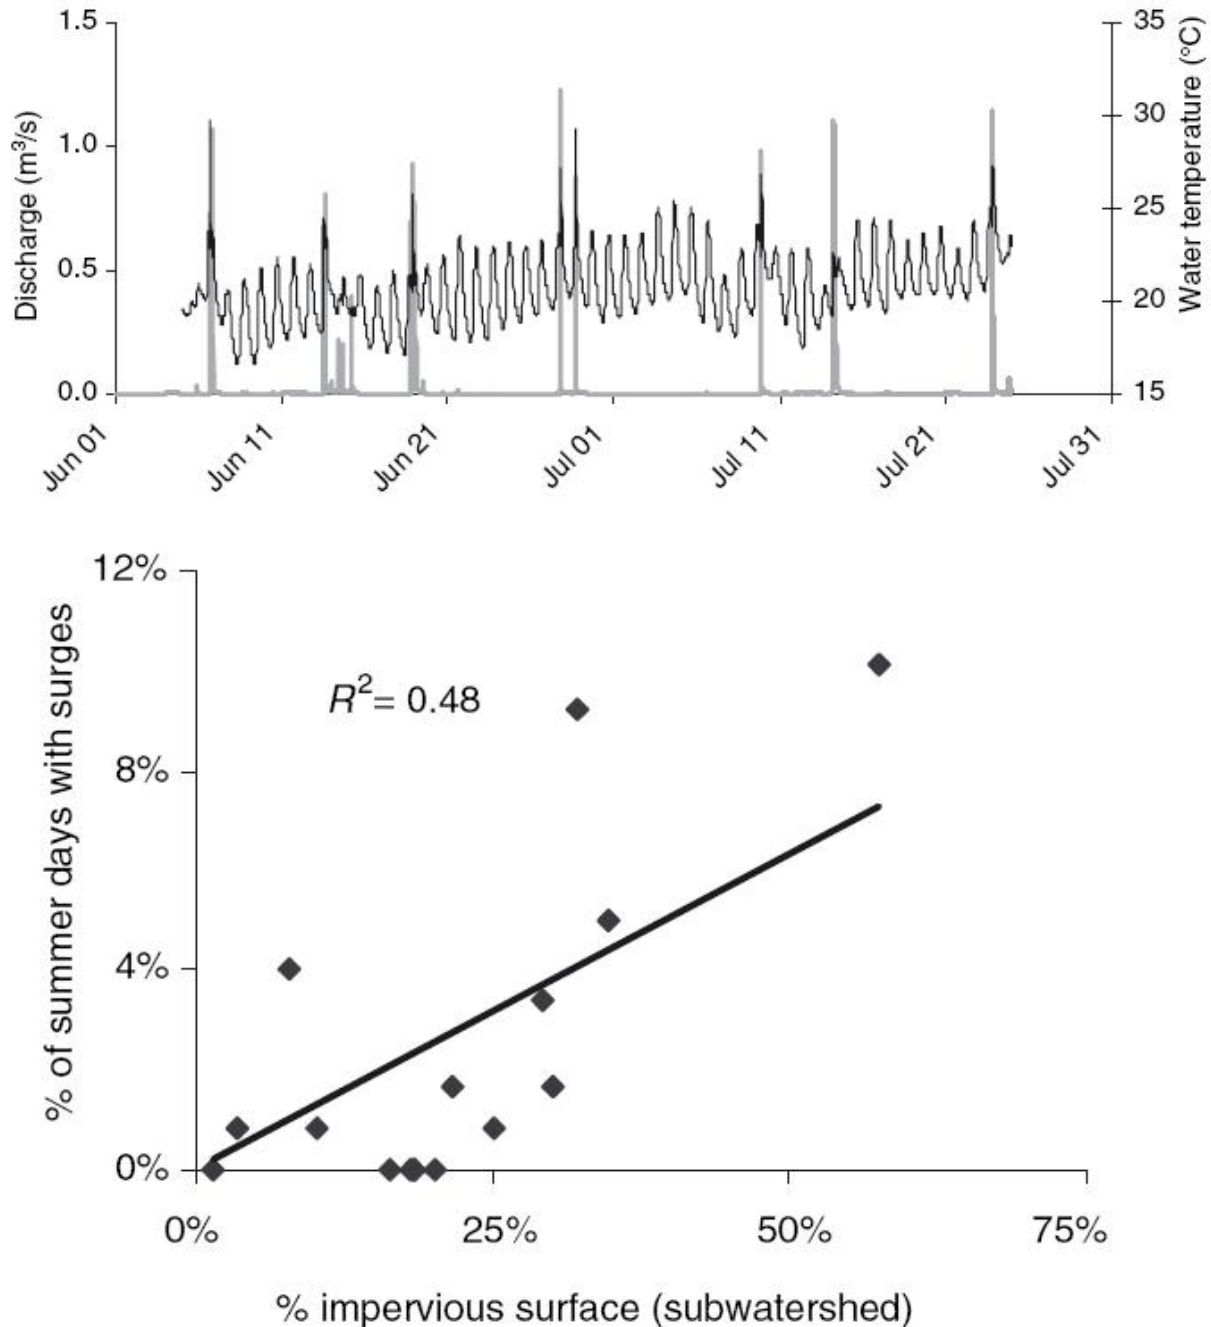 1.5
1.0
0.5
0.0
Discharge (m³/s)
35
30
25
20
15
Water temperature (°C)
Jun 01
Jun 11
Jun 21
Jul 01
Jul 11
Jul 21
Jul 31
12%
8%
4%
0%
% of summer days with surges
R²= 0.48
0%
25%
50%
75%
% impervious surface (subwatershed)